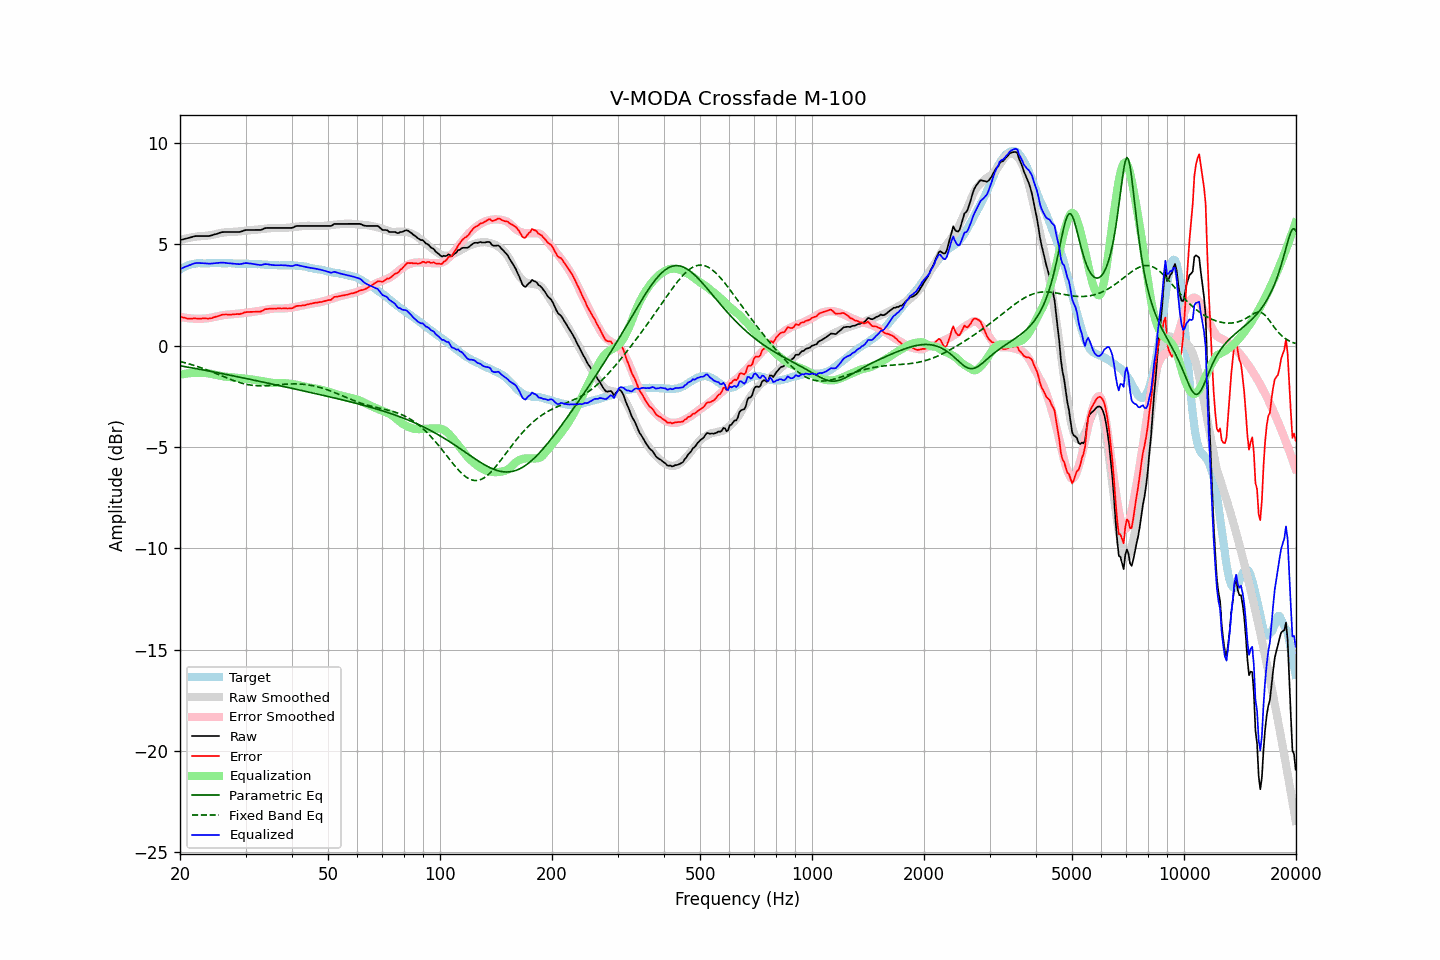 V-MODA Crossfade M-100
10
5
0
−5
−10
−15
−20
−25
Amplitude (dBr)
Target
Raw Smoothed
Error Smoothed
Raw
Error
Equalization
Parametric Eq
Fixed Band Eq
Equalized
20 50 100 200 500 1000 2000 5000 10000 20000
Frequency (Hz)